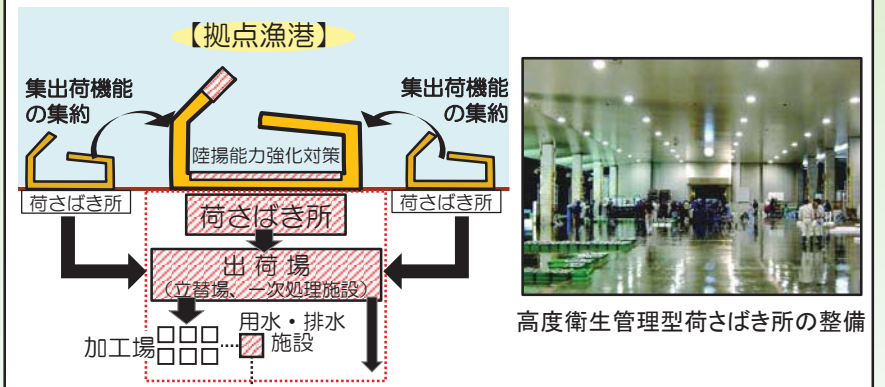 【拠点漁港】
集出荷機能
の集約
集出荷機能
の集約
陸揚能力強化対策
荷さばき所
荷さばき所
荷さばき所
出荷場
（立替場、一次処理施設）
用水・排水
施設
加工場
高度衛生管理型荷さばき所の整備